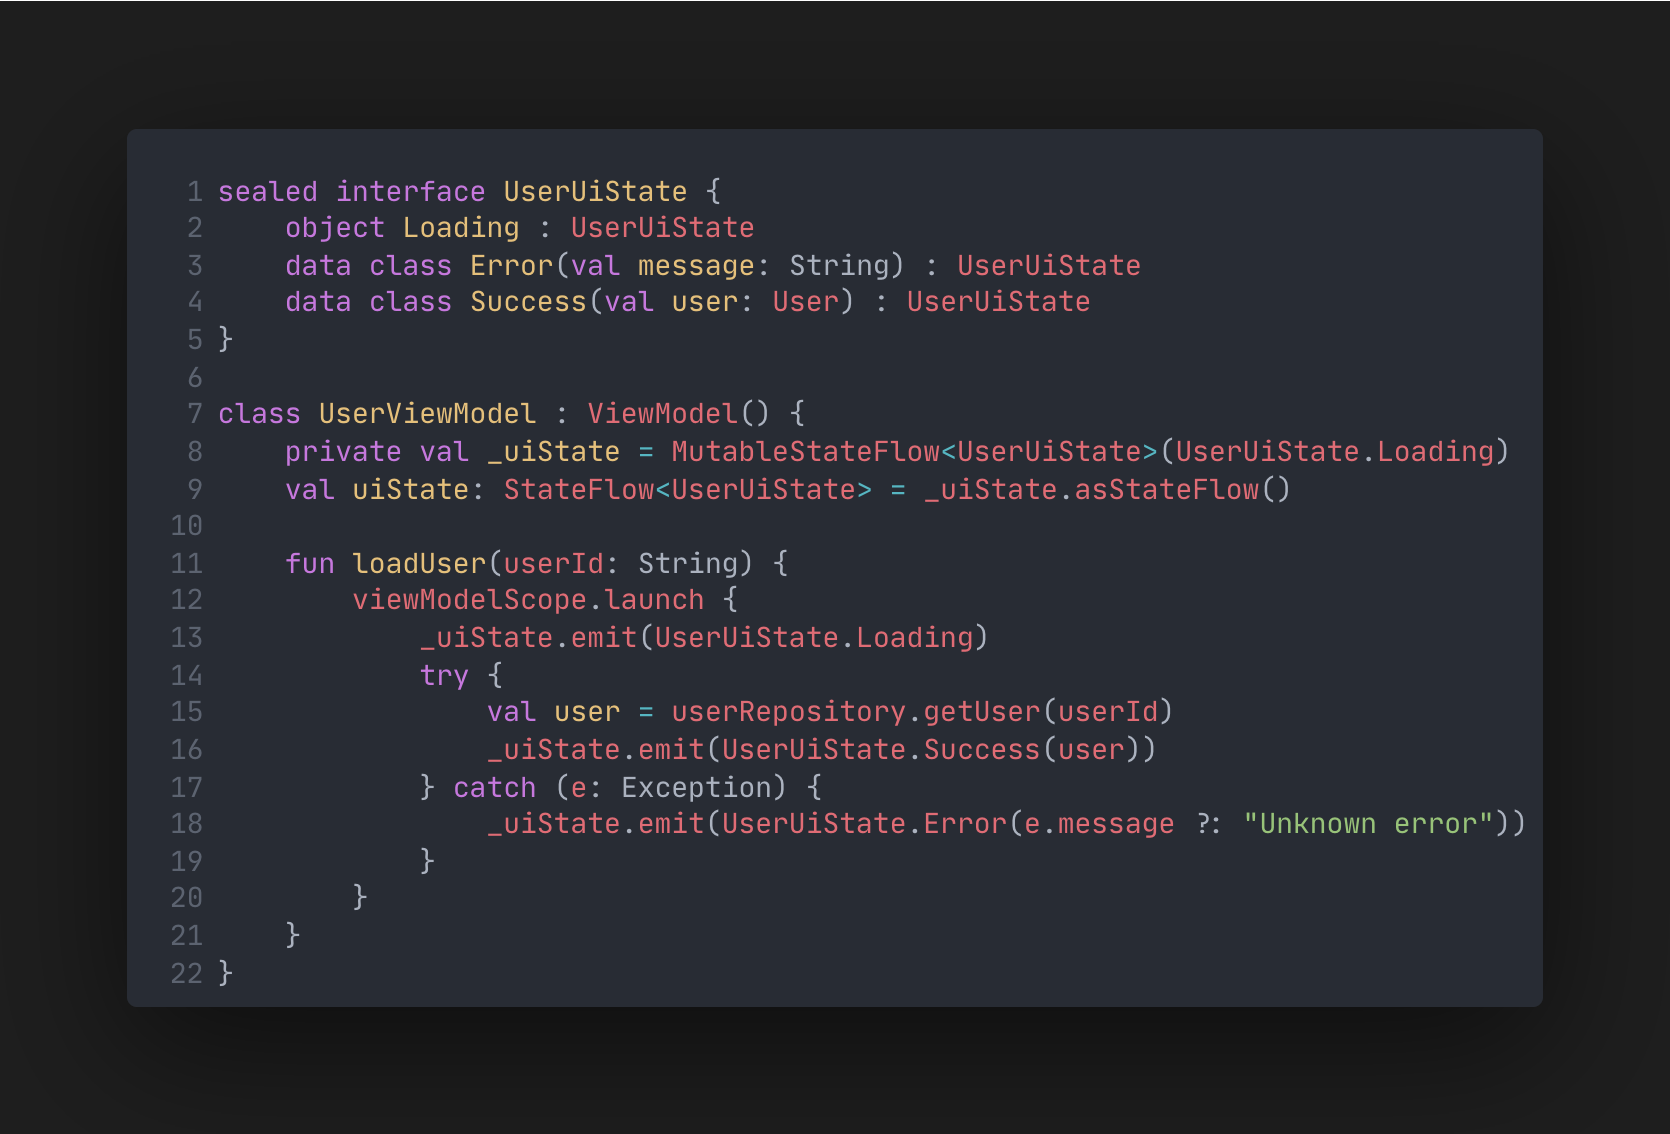 1 sealed interface UserUiState {
2     object Loading : UserUiState
3     data class Error(val message: String) : UserUiState
4     data class Success(val user: User) : UserUiState
5 }
6
7 class UserViewModel : ViewModel() {
8     private val _uiState = MutableStateFlow<UserUiState>(UserUiState.Loading)
9     val uiState: StateFlow<UserUiState> = _uiState.asStateFlow()
10
11     fun loadUser(userId: String) {
12         viewModelScope.launch {
13             _uiState.emit(UserUiState.Loading)
14             try {
15                 val user = userRepository.getUser(userId)
16                 _uiState.emit(UserUiState.Success(user))
17             } catch (e: Exception) {
18                 _uiState.emit(UserUiState.Error(e.message ?: "Unknown error"))
19             }
20         }
21     }
22 }